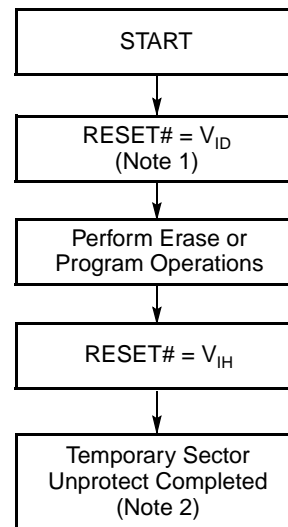 START
RESET# = VID
(Note 1)
Perform Erase or
Program Operations
RESET# = VIH
Temporary Sector
Unprotect Completed
(Note 2)